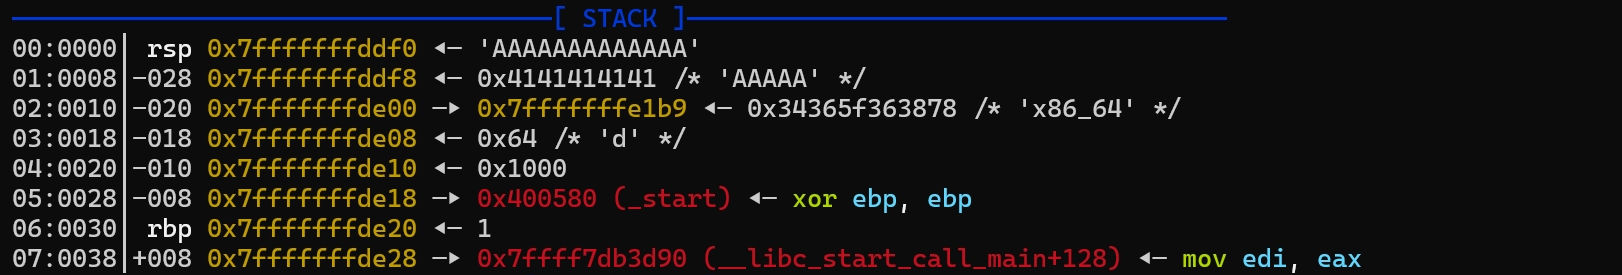 [ STACK ]
00:0000│ rsp 0x7fffffffddf0 ◂— 'AAAAAAAAAAAAA'
01:0008│-028 0x7fffffffddf8 ◂— 0x4141414141 /* 'AAAAA' */
02:0010│-020 0x7fffffffde00 —▸ 0x7fffffffe1b9 ◂— 0x34365f363878 /* 'x86_64' */
03:0018│-018 0x7fffffffde08 ◂— 0x64 /* 'd' */
04:0020│-010 0x7fffffffde10 ◂— 0x1000
05:0028│-008 0x7fffffffde18 —▸ 0x400580 (_start) ◂— xor ebp, ebp
06:0030│ rbp 0x7fffffffde20 ◂— 1
07:0038│+008 0x7fffffffde28 —▸ 0x7ffff7db3d90 (__libc_start_call_main+128) ◂— mov edi, eax